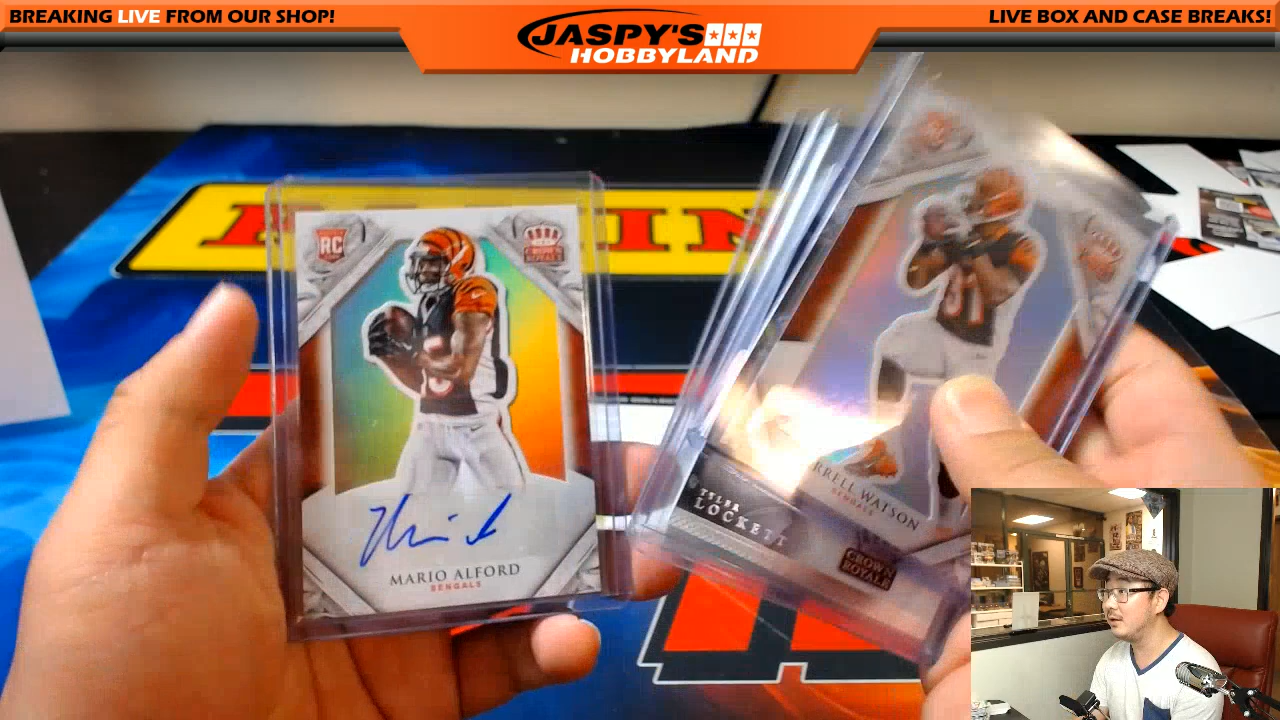 BREAKING LIVE FROM OUR SHOP!
JASPY'S
HOBBYLAND
LIVE BOX AND CASE BREAKS!
RC
CROWN
ROYALE
MARIO ALFORD
BENGALS
81
WATSON
BENGALS
TYLER
LOCKETT
CROWN
ROYALE